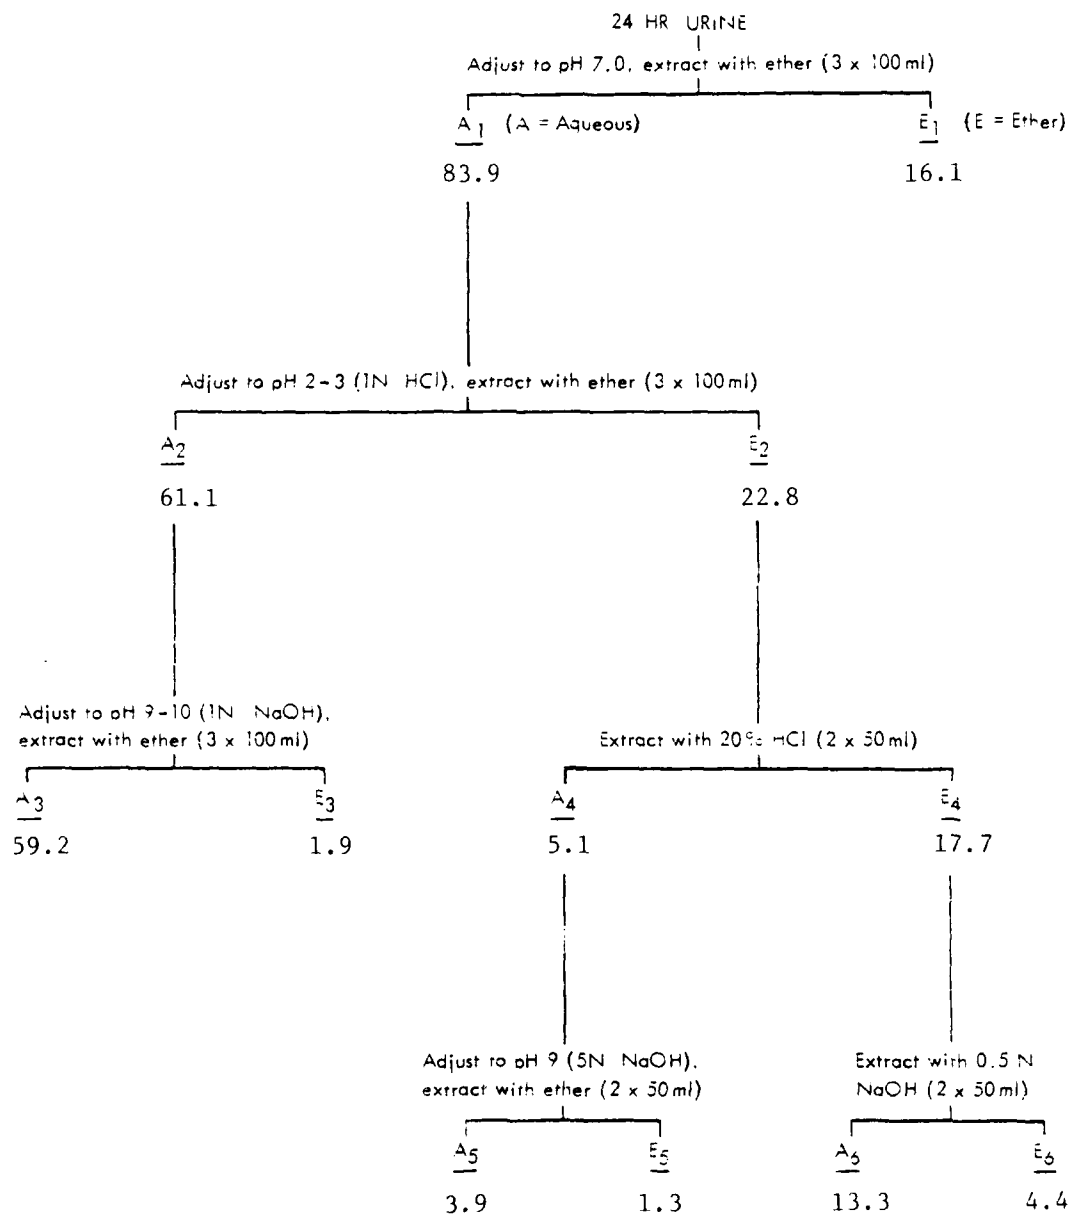 24 HR URINE
Adjust to pH 7.0, extract with ether (3 x 100 ml)
A1 (A = Aqueous)
E1 (E = Ether)
83.9
16.1
Adjust to pH 2-3 (1N HCl), extract with ether (3 x 100 ml)
A2
E2
61.1
22.8
Adjust to pH 9-10 (1N NaOH),
extract with ether (3 x 100 ml)
Extract with 20% HCl (2 x 50 ml)
A3
E3
A4
E4
59.2
1.9
5.1
17.7
Adjust to pH 9 (5N NaOH),
extract with ether (2 x 50 ml)
Extract with 0.5 N
NaOH (2 x 50 ml)
A5
E5
A6
E6
3.9
1.3
13.3
4.4